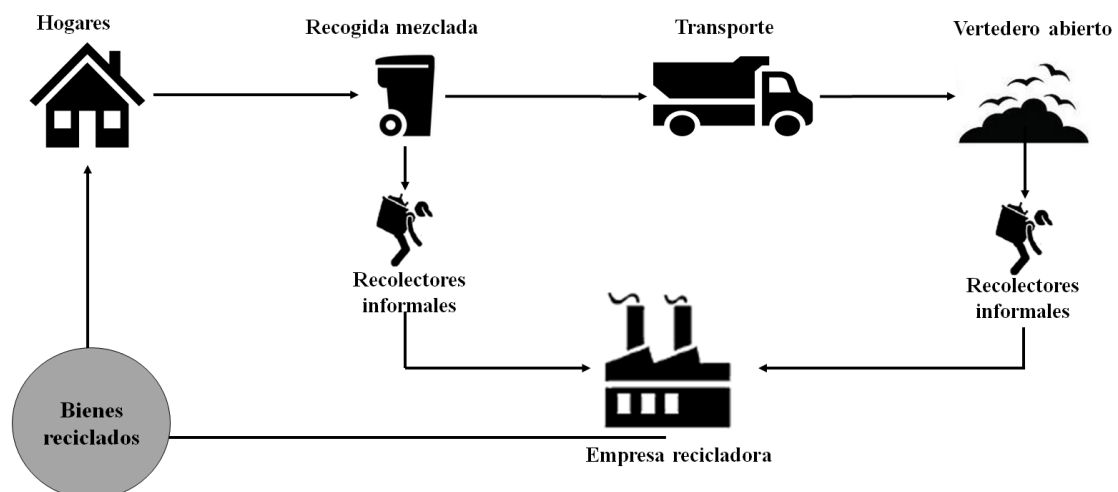 Hogares
Recogida mezclada
Transporte
Vertedero abierto
Recolectores
informales
Recolectores
informales
Bienes
reciclados
Empresa recicladora